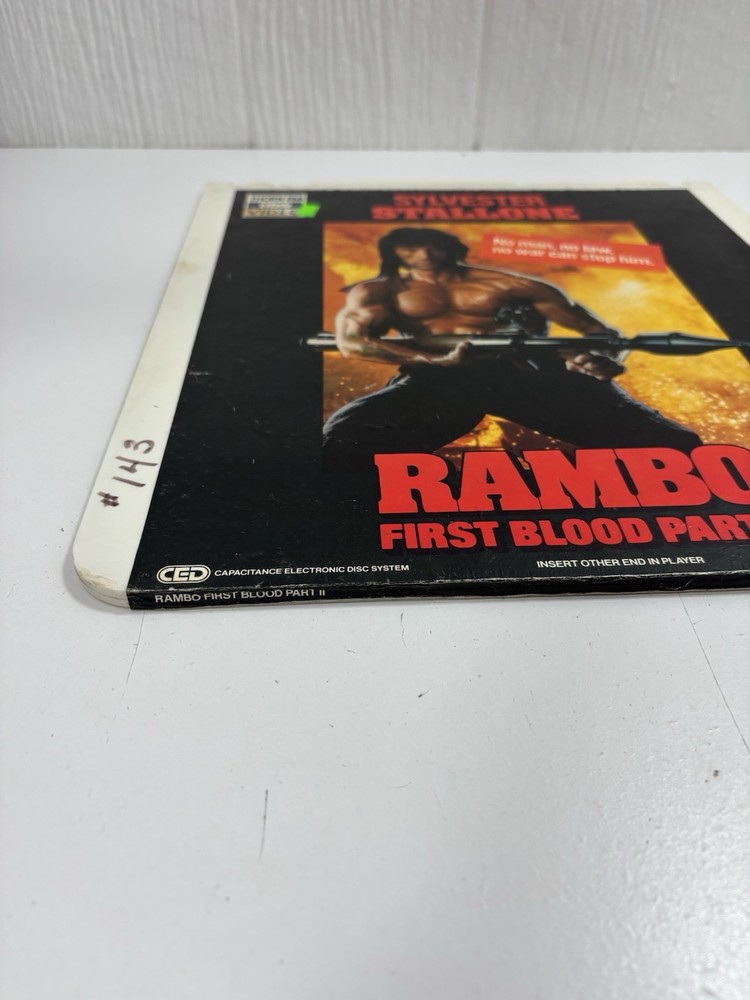 VIDEO
SYLVESTER
STALLONE
No man, no law,
no war can stop him.
#143
RAMBO
FIRST BLOOD PART
CED CAPACITANCE ELECTRONIC DISC SYSTEM
INSERT OTHER END IN PLAYER
RAMBO FIRST BLOOD PART II